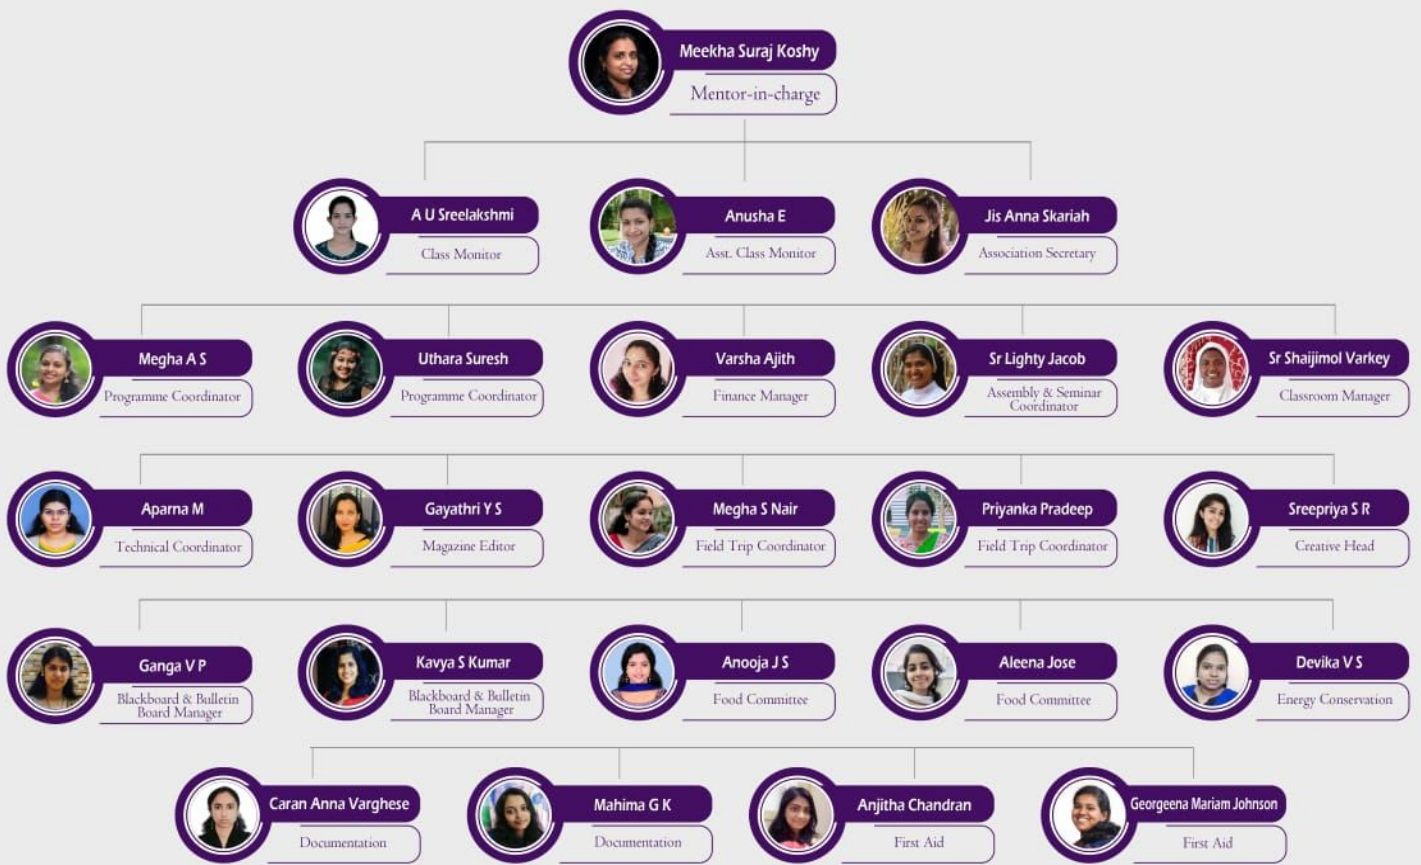 Meekha Suraj Koshy
Mentor-in-charge
A U Sreelakshmi
Class Monitor
Anusha E
Asst. Class Monitor
Jis Anna Skariah
Association Secretary
Megha A S
Programme Coordinator
Uthara Suresh
Programme Coordinator
Varsha Ajith
Finance Manager
Sr Lighty Jacob
Assembly & Seminar
Coordinator
Sr Shaijimol Varkey
Classroom Manager
Aparna M
Technical Coordinator
Gayathri Y S
Magazine Editor
Megha S Nair
Field Trip Coordinator
Priyanka Pradeep
Field Trip Coordinator
Sreepriya S R
Creative Head
Ganga V P
Blackboard & Bulletin
Board Manager
Kavya S Kumar
Blackboard & Bulletin
Board Manager
Anooja J S
Food Committee
Aleena Jose
Food Committee
Devika V S
Energy Conservation
Caran Anna Varghese
Documentation
Mahima G K
Documentation
Anjitha Chandran
First Aid
Georgeena Mariam Johnson
First Aid